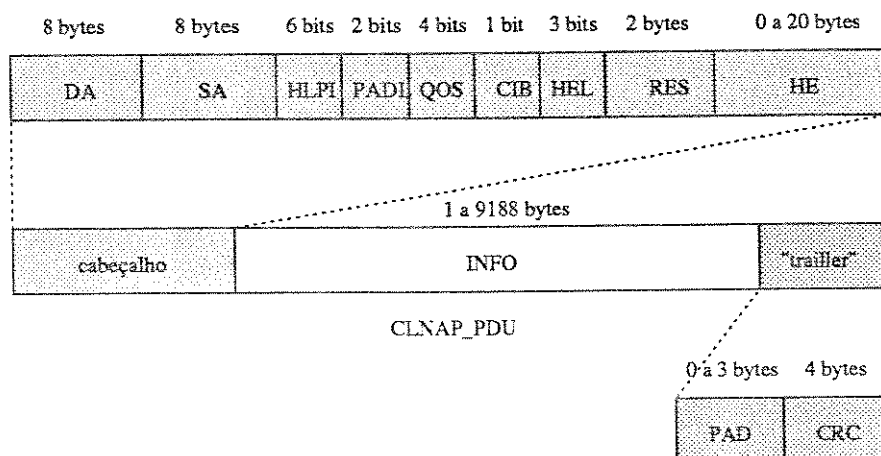 8 bytes 8 bytes 6 bits 2 bits 4 bits 1 bit 3 bits 2 bytes 0 a 20 bytes
DA SA HLPI PADL QOS CIB HEL RES HE
1 a 9188 bytes
cabeçalho INFO "trailler"
CLNAP_PDU
0 a 3 bytes 4 bytes
PAD CRC